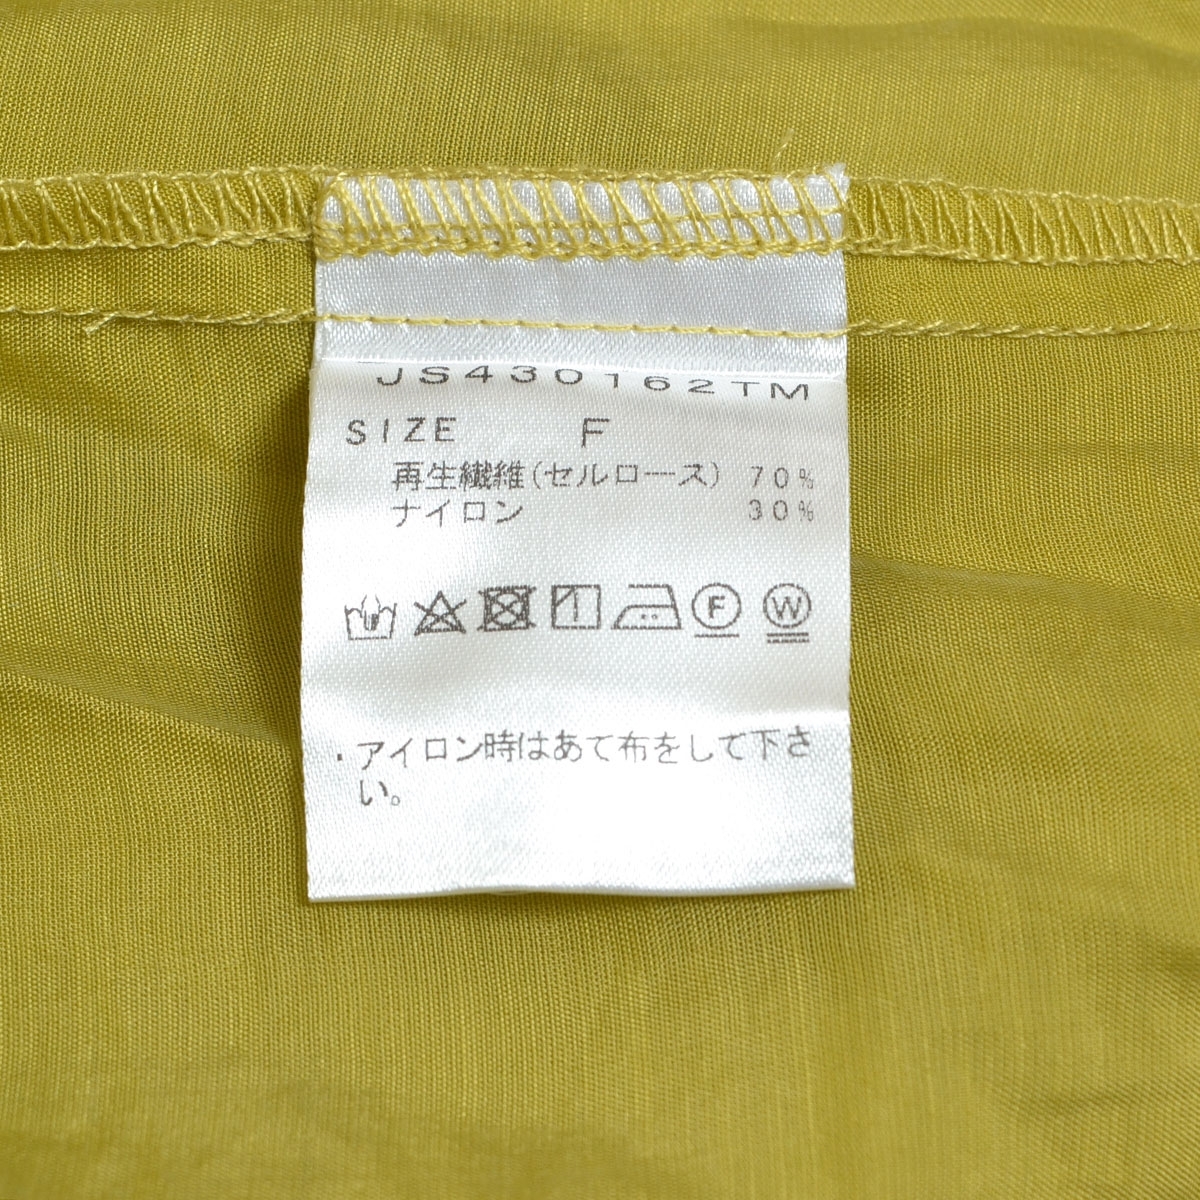 JS430162TM
SIZE F
再生繊維(セルロース) 70%
ナイロン 30%
F W
・アイロン時はあて布をして下さ
い。